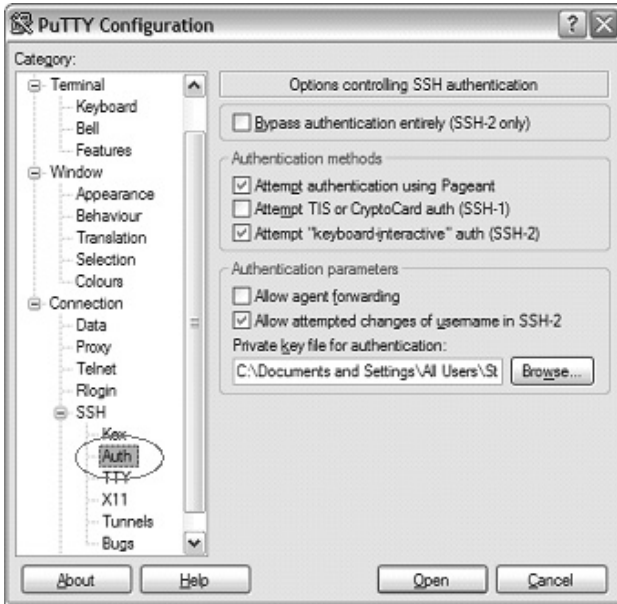 PuTTY Configuration
Category:
Terminal
Keyboard
Bell
Features
Window
Appearance
Behaviour
Translation
Selection
Colours
Connection
Data
Proxy
Telnet
Rlogin
SSH
Kex
Auth
TTY
X11
Tunnels
Bugs
Options controlling SSH authentication
Bypass authentication entirely (SSH-2 only)
Authentication methods
Attempt authentication using Pageant
Attempt TIS or CryptoCard auth (SSH-1)
Attempt "keyboard-interactive" auth (SSH-2)
Authentication parameters
Allow agent forwarding
Allow attempted changes of username in SSH-2
Private key file for authentication:
C:\Documents and Settings\All Users\St
Browse...
About
Help
Open
Cancel